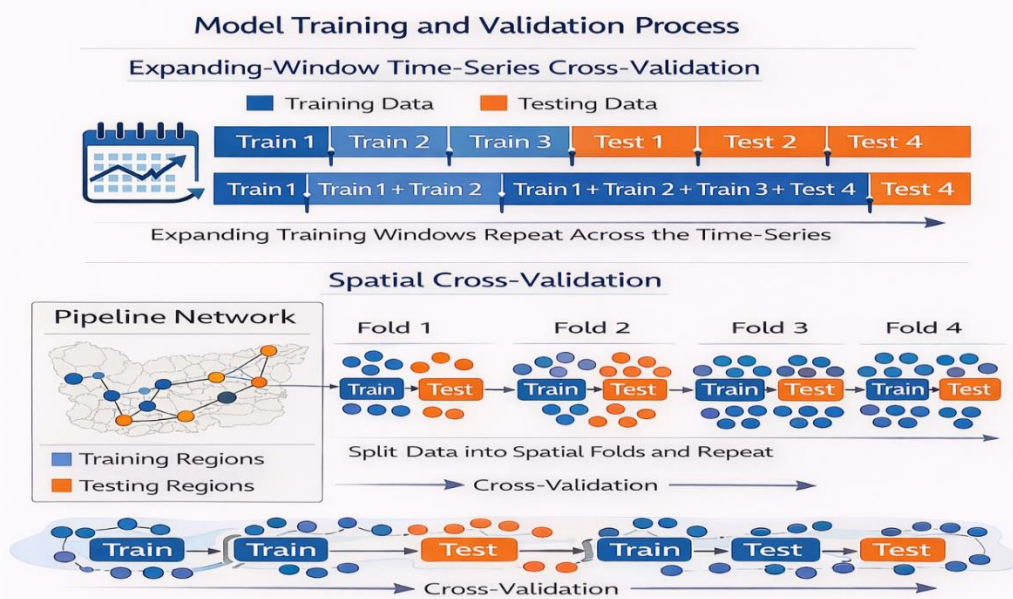 Model Training and Validation Process
Expanding-Window Time-Series Cross-Validation
Training Data Testing Data
Train 1 Train 2 Train 3 Test 1 Test 2 Test 4
Train 1 Train 1 + Train 2 Train 1 + Train 2 + Train 3 + Test 4 Test 4
Expanding Training Windows Repeat Across the Time-Series
Spatial Cross-Validation
Pipeline Network
Training Regions
Testing Regions
Fold 1 Fold 2 Fold 3 Fold 4
Train Test Train Test Train Test Train Test
Split Data into Spatial Folds and Repeat
Cross-Validation
Train Train Test Train Test Test
Cross-Validation